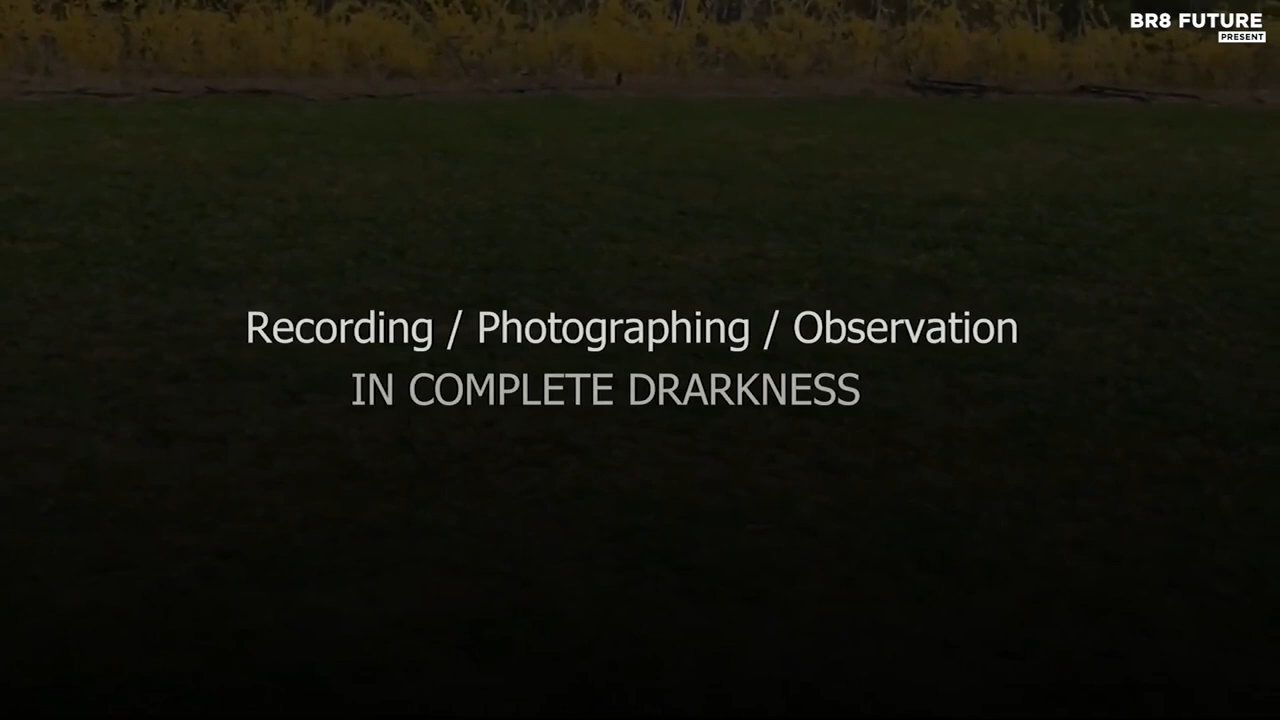 BR8 FUTURE
PRESENT
Recording / Photographing / Observation
IN COMPLETE DRARKNESS